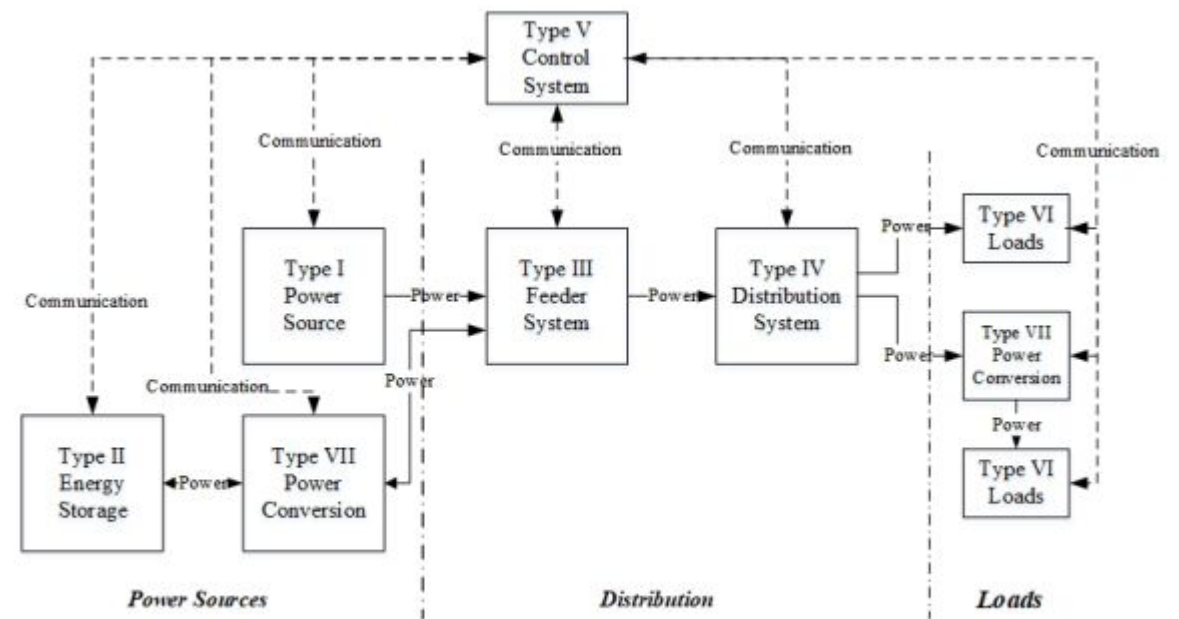 Type V
Control
System
Communication
Communication
Communication
Communication
Type I
Power
Source
Power
Type III
Feeder
System
Power
Type IV
Distribution
System
Power
Type VI
Loads
Communication
Power
Type VII
Power
Conversion
Power
Communication
Power
Type II
Energy
Storage
Power
Type VII
Power
Conversion
Type VI
Loads
Power Sources
Distribution
Loads